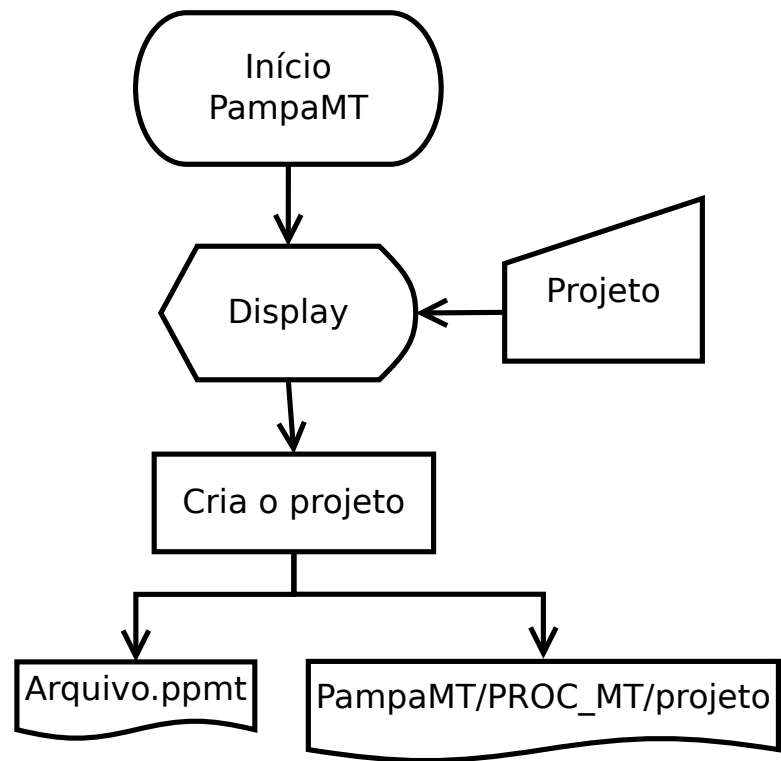 Início
PampaMT
Display
Projeto
Cria o projeto
Arquivo.ppmt
PampaMT/PROC_MT/projeto